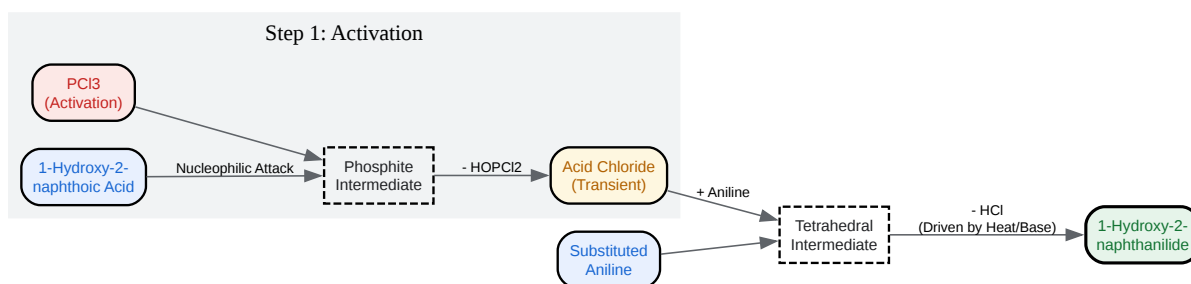 Step 1: Activation
PCl3
(Activation)
1-Hydroxy-2-
naphthoic Acid
Nucleophilic Attack
Phosphite
Intermediate
- HOPCl2
Acid Chloride
(Transient)
+ Aniline
Substituted
Aniline
Tetrahedral
Intermediate
- HCl
(Driven by Heat/Base)
1-Hydroxy-2-
naphthanilide